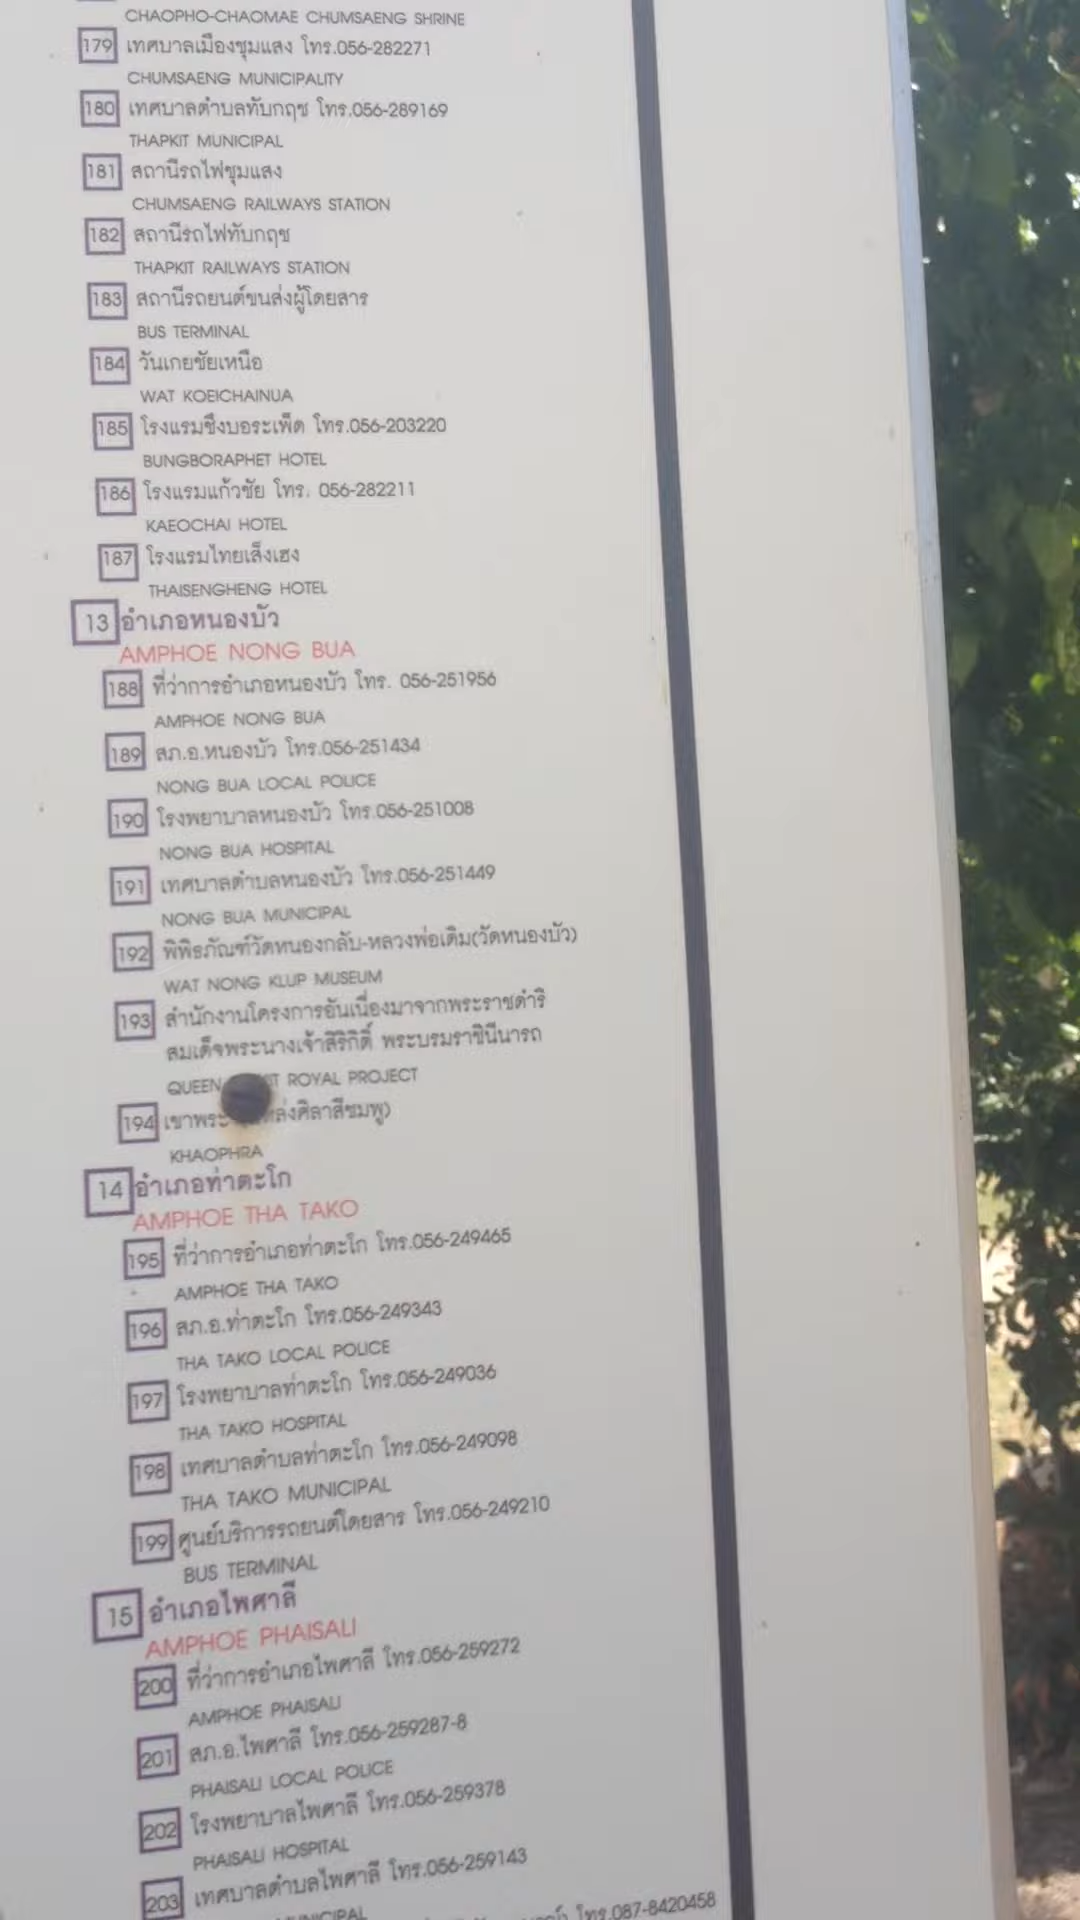 CHAOPHO-CHAOMAE CHUMSAENG SHRINE
179 เทศบาลเมืองชุมแสง โทร.056-282271
CHUMSAENG MUNICIPALITY
180 เทศบาลตำบลทับกฤช โทร.056-289169
THAPKIT MUNICIPAL
181 สถานีรถไฟชุมแสง
CHUMSAENG RAILWAYS STATION
182 สถานีรถไฟทับกฤช
THAPKIT RAILWAYS STATION
183 สถานีรถยนต์ขนส่งผู้โดยสาร
BUS TERMINAL
184 วันเกยชัยเหนือ
WAT KOEICHAINUA
185 โรงแรมชึงบอระเพ็ด โทร.056-203220
BUNGBORAPHET HOTEL
186 โรงแรมแก้วชัย โทร. 056-282211
KAEOCHAI HOTEL
187 โรงแรมไทยเส็งเฮง
THAISENGHENG HOTEL
13 อำเภอหนองบัว
AMPHOE NONG BUA
188 ที่ว่าการอำเภอหนองบัว โทร. 056-251956
AMPHOE NONG BUA
189 สภ.อ.หนองบัว โทร.056-251434
NONG BUA LOCAL POLICE
190 โรงพยาบาลหนองบัว โทร.056-251008
NONG BUA HOSPITAL
191 เทศบาลตำบลหนองบัว โทร.056-251449
NONG BUA MUNICIPAL
192 พิพิธภัณฑ์วัดหนองกลับ-หลวงพ่อเดิม(วัดหนองบัว)
WAT NONG KLUP MUSEUM
193 สำนักงานโครงการอันเนื่องมาจากพระราชดำริ
สมเด็จพระนางเจ้าสิริกิติ์ พระบรมราชินีนารถ
QUEEN ROYAL PROJECT
194 เขาพระ
KHAOPHRA
14 อำเภอท่าตะโก
AMPHOE THA TAKO
195 ที่ว่าการอำเภอท่าตะโก โทร.056-249465
AMPHOE THA TAKO
196 สภ.อ.ท่าตะโก โทร.056-249343
THA TAKO LOCAL POLICE
197 โรงพยาบาลท่าตะโก โทร.056-249036
THA TAKO HOSPITAL
198 เทศบาลตำบลท่าตะโก โทร.056-249098
THA TAKO MUNICIPAL
199 ศูนย์บริการรถยนต์โดยสาร โทร.056-249210
BUS TERMINAL
15 อำเภอไพศาลี
AMPHOE PHAISALI
200 ที่ว่าการอำเภอไพศาลี โทร.056-259272
AMPHOE PHAISALI
201 สภ.อ.ไพศาลี โทร.056-259287-8
PHAISALI LOCAL POLICE
202 โรงพยาบาลไพศาลี โทร.056-259378
PHAISALI HOSPITAL
203 เทศบาลตำบลไพศาลี โทร.056-259143
โทร.087-8420458